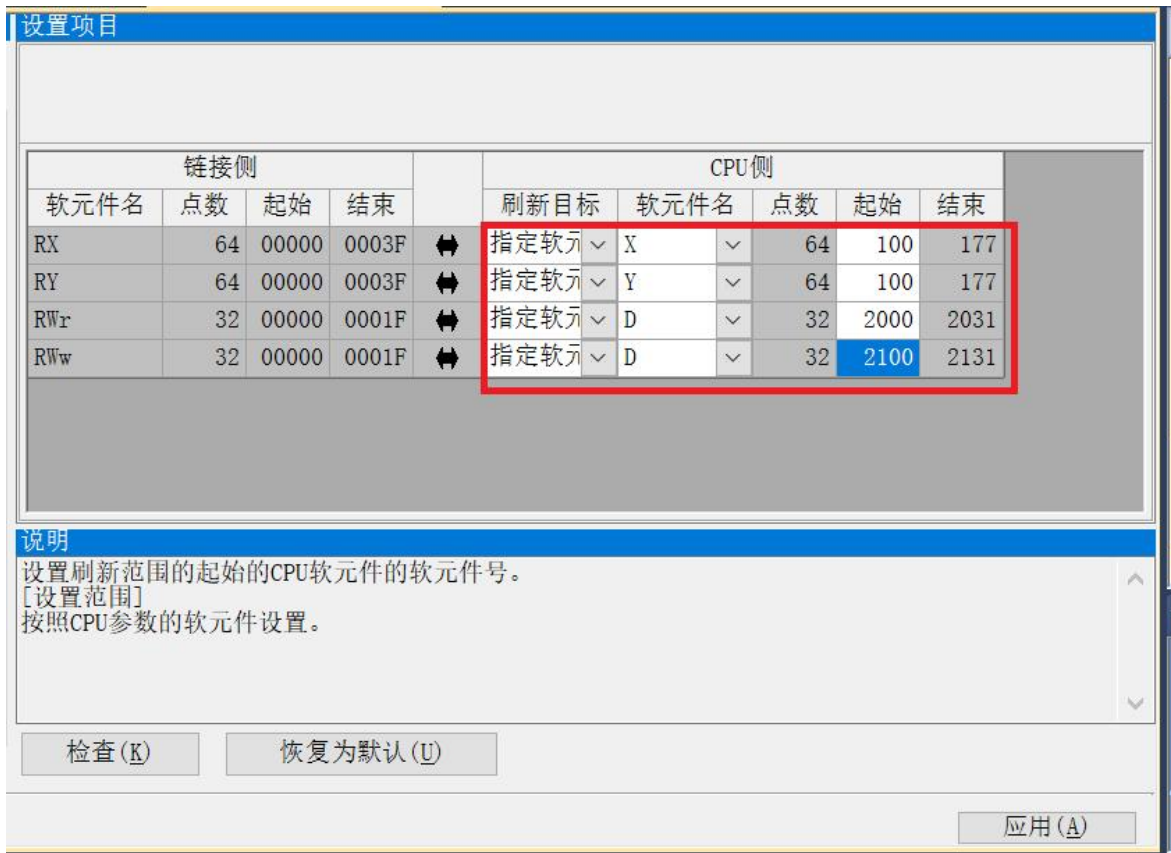 设置项目
链接侧 CPU侧
软元件名 点数 起始 结束 刷新目标 软元件名 点数 起始 结束
RX 64 00000 0003F 指定软元 X 64 100 177
RY 64 00000 0003F 指定软元 Y 64 100 177
RWr 32 00000 0001F 指定软元 D 32 2000 2031
RWw 32 00000 0001F 指定软元 D 32 2100 2131
说明
设置刷新范围的起始的CPU软元件的软元件号。
[设置范围]
按照CPU参数的软元件设置。
检查(K) 恢复为默认(U)
应用(A)